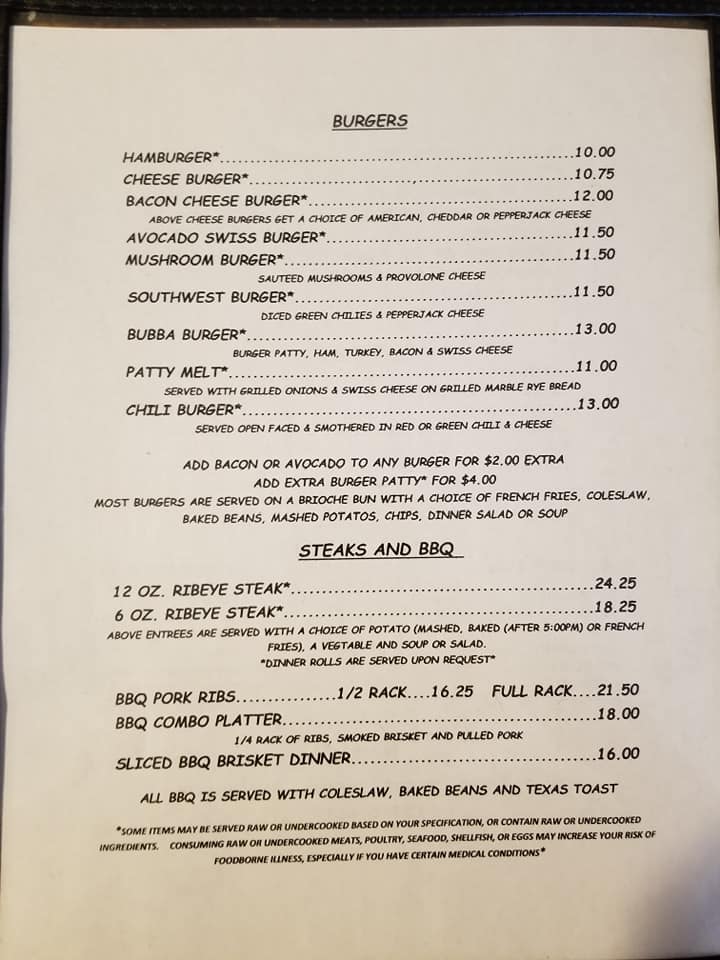 BURGERS
HAMBURGER*..................................................10.00
CHEESE BURGER*..............................................10.75
BACON CHEESE BURGER*.....................................12.00
ABOVE CHEESE BURGERS GET A CHOICE OF AMERICAN, CHEDDAR OR PEPPERJACK CHEESE
AVOCADO SWISS BURGER*...................................11.50
MUSHROOM BURGER*.........................................11.50
SAUTEED MUSHROOMS & PROVOLONE CHEESE
SOUTHWEST BURGER*........................................11.50
DICED GREEN CHILIES & PEPPERJACK CHEESE
BUBBA BURGER*..............................................13.00
BURGER PATTY, HAM, TURKEY, BACON & SWISS CHEESE
PATTY MELT*.................................................11.00
SERVED WITH GRILLED ONIONS & SWISS CHEESE ON GRILLED MARBLE RYE BREAD
CHILI BURGER*...............................................13.00
SERVED OPEN FACED & SMOTHERED IN RED OR GREEN CHILI & CHEESE
ADD BACON OR AVOCADO TO ANY BURGER FOR $2.00 EXTRA
ADD EXTRA BURGER PATTY* FOR $4.00
MOST BURGERS ARE SERVED ON A BRIOCHE BUN WITH A CHOICE OF FRENCH FRIES, COLESLAW,
BAKED BEANS, MASHED POTATOS, CHIPS, DINNER SALAD OR SOUP
STEAKS AND BBQ
12 OZ. RIBEYE STEAK*...........................................24.25
6 OZ. RIBEYE STEAK*............................................18.25
ABOVE ENTREES ARE SERVED WITH A CHOICE OF POTATO (MASHED, BAKED (AFTER 5:00PM) OR FRENCH
FRIES), A VEGTABLE AND SOUP OR SALAD.
*DINNER ROLLS ARE SERVED UPON REQUEST*
BBQ PORK RIBS...............1/2 RACK....16.25 FULL RACK....21.50
BBQ COMBO PLATTER............................................18.00
1/4 RACK OF RIBS, SMOKED BRISKET AND PULLED PORK
SLICED BBQ BRISKET DINNER..................................16.00
ALL BBQ IS SERVED WITH COLESLAW, BAKED BEANS AND TEXAS TOAST
*SOME ITEMS MAY BE SERVED RAW OR UNDERCOOKED BASED ON YOUR SPECIFICATION, OR CONTAIN RAW OR UNDERCOOKED
INGREDIENTS. CONSUMING RAW OR UNDERCOOKED MEATS, POULTRY, SEAFOOD, SHELLFISH, OR EGGS MAY INCREASE YOUR RISK OF
FOODBORNE ILLNESS, ESPECIALLY IF YOU HAVE CERTAIN MEDICAL CONDITIONS*